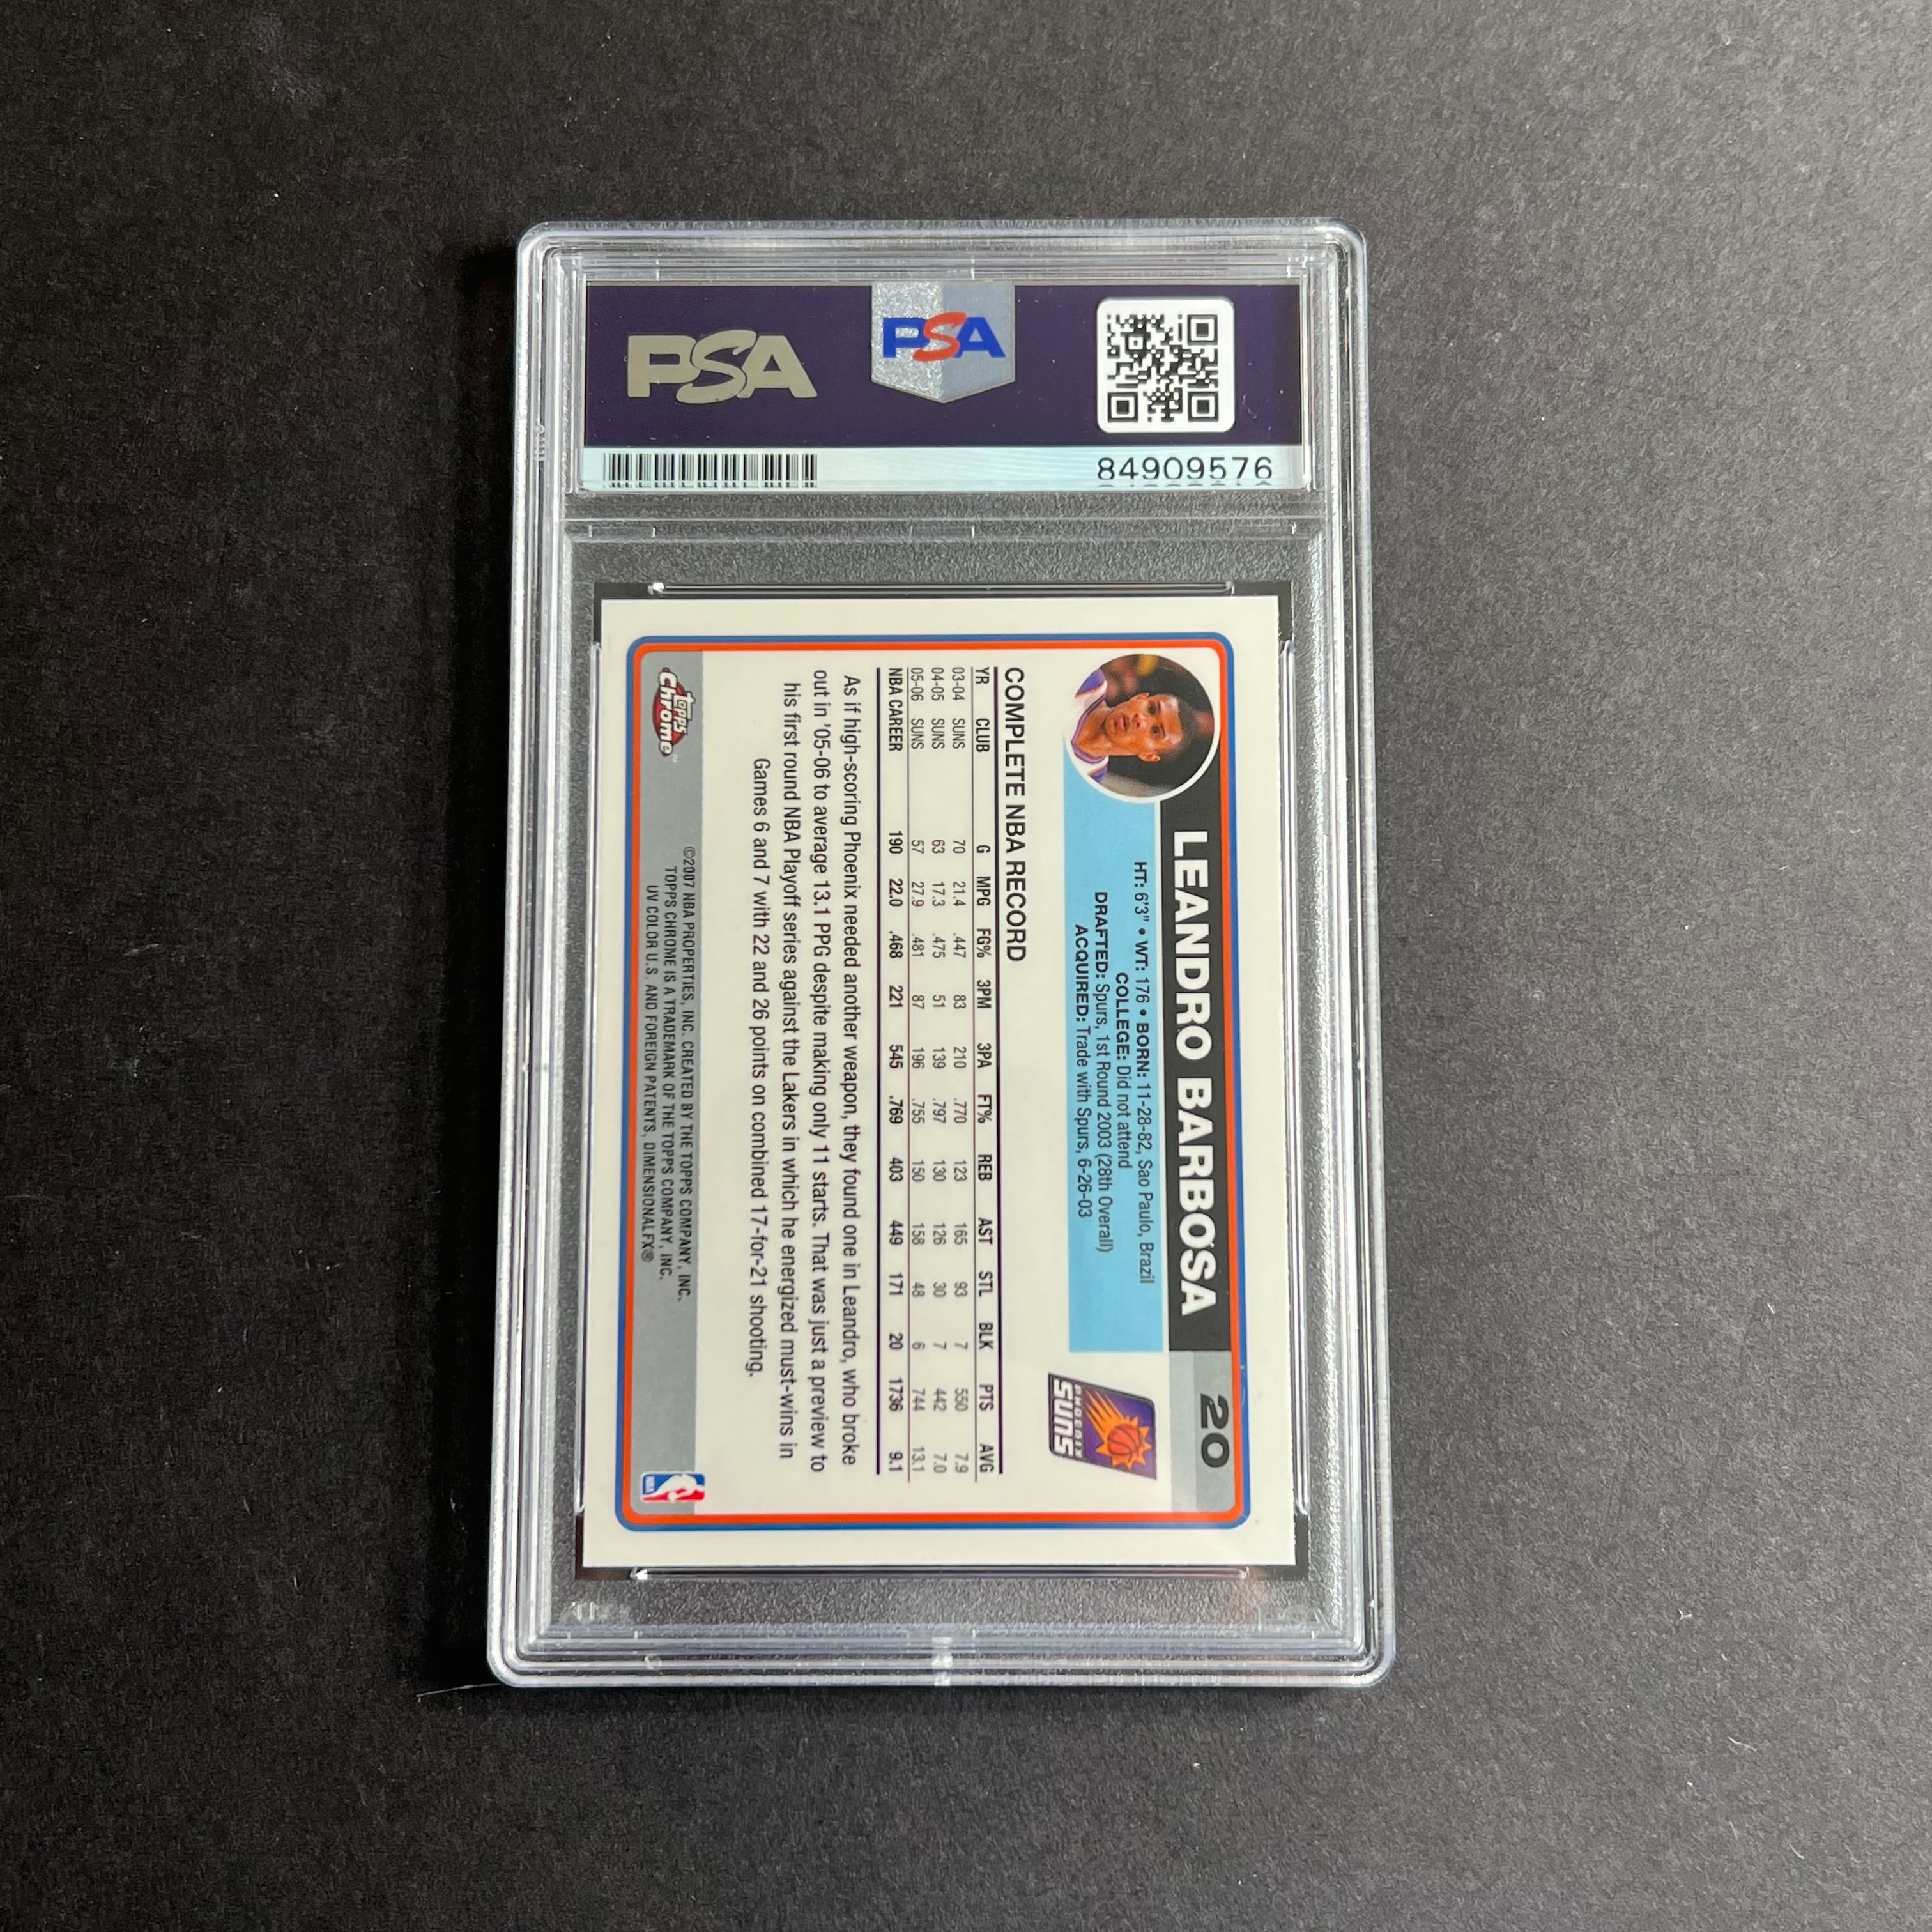 PSA
PSA
84909576
LEANDRO BARBOSA
20
HT: 6'3" • WT: 176 • BORN: 11-28-82, Sao Paulo, Brazil
COLLEGE: Did not attend
DRAFTED: Spurs, 1st Round 2003 (28th Overall)
ACQUIRED: Trade with Spurs, 6-26-03
PHOENIX
SUNS
COMPLETE NBA RECORD
YR CLUB G MPG FG% 3PM 3PA FT% REB AST STL BLK PTS AVG
03-04 SUNS 70 21.4 .447 83 210 .770 123 165 93 7 550 7.9
04-05 SUNS 63 17.3 .475 51 139 .797 130 126 30 7 442 7.0
05-06 SUNS 57 27.9 .481 87 196 .755 150 158 48 6 744 13.1
NBA CAREER 190 22.0 .468 221 545 .769 403 449 171 20 1736 9.1
As if high-scoring Phoenix needed another weapon, they found one in Leandro, who broke
out in '05-06 to average 13.1 PPG despite making only 11 starts. That was just a preview to
his first round NBA Playoff series against the Lakers in which he energized must-wins in
Games 6 and 7 with 22 and 26 points on combined 17-for-21 shooting.
topps
Chrome™
©2007 NBA PROPERTIES, INC. CREATED BY THE TOPPS COMPANY, INC.
TOPPS CHROME IS A TRADEMARK OF THE TOPPS COMPANY, INC.
UV COLOR U.S. AND FOREIGN PATENTS, DIMENSIONALFX®
NBA